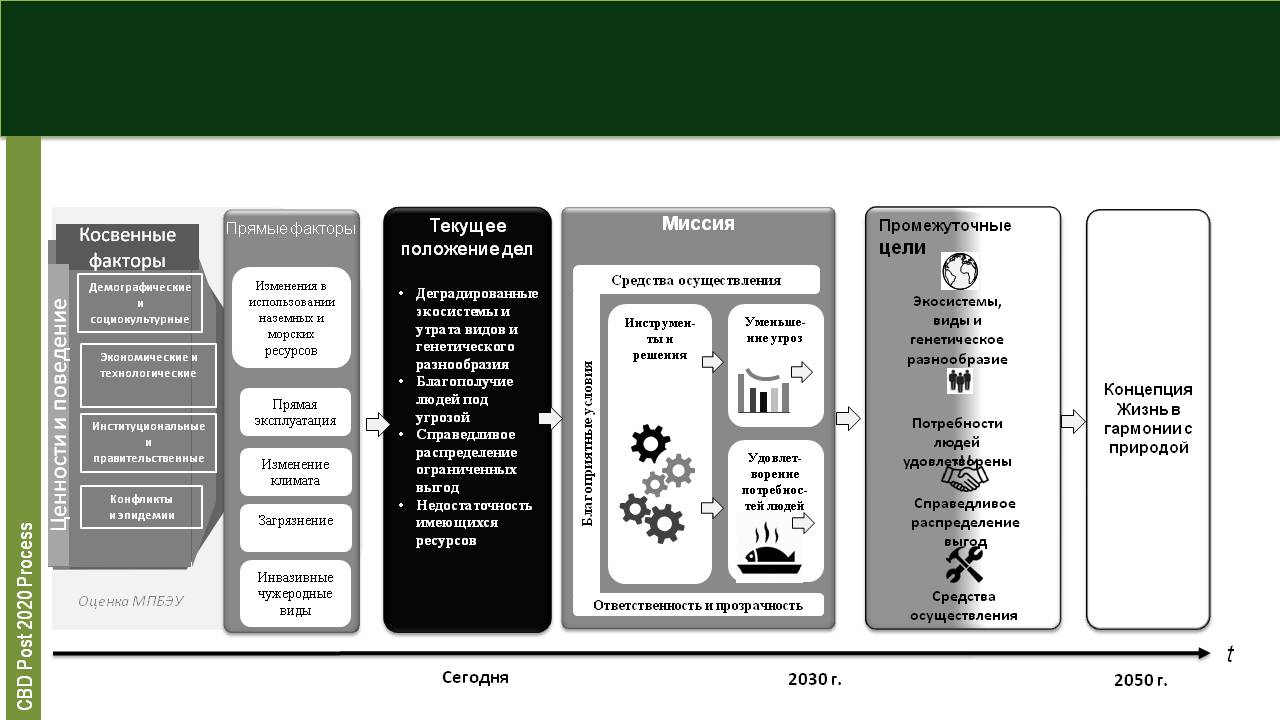 Косвенные
факторы
Ценности и поведение
Демографические
и
социокультурные
Экономические и
технологические
Институциональные
и
правительственные
Конфликты
и эпидемии
Оценка МПБЭУ
Прямые факторы
Изменения в
использовании
наземных и
морских
ресурсов
Прямая
эксплуатация
Изменение
климата
Загрязнение
Инвазивные
чужеродные
виды
Текущее
положение дел
• Деградированные
экосистемы и
утрата видов и
генетического
разнообразия
• Благополучие
людей под
угрозой
• Справедливое
распределение
ограниченных
выгод
• Недостаточность
имеющихся
ресурсов
Миссия
Средства осуществления
Благоприятные условия
Инструмен-
ты и
решения
Уменьше-
ние угроз
Удовлет-
ворение
потребнос-
тей людей
Ответственность и прозрачность
Промежуточные
цели
Экосистемы,
виды и
генетическое
разнообразие
Потребности
людей
удовлетворены
Справедливое
распределение
выгод
Средства
осуществления
Концепция
Жизнь в
гармонии с
природой
t
Сегодня
2030 г.
2050 г.
CBD Post 2020 Process